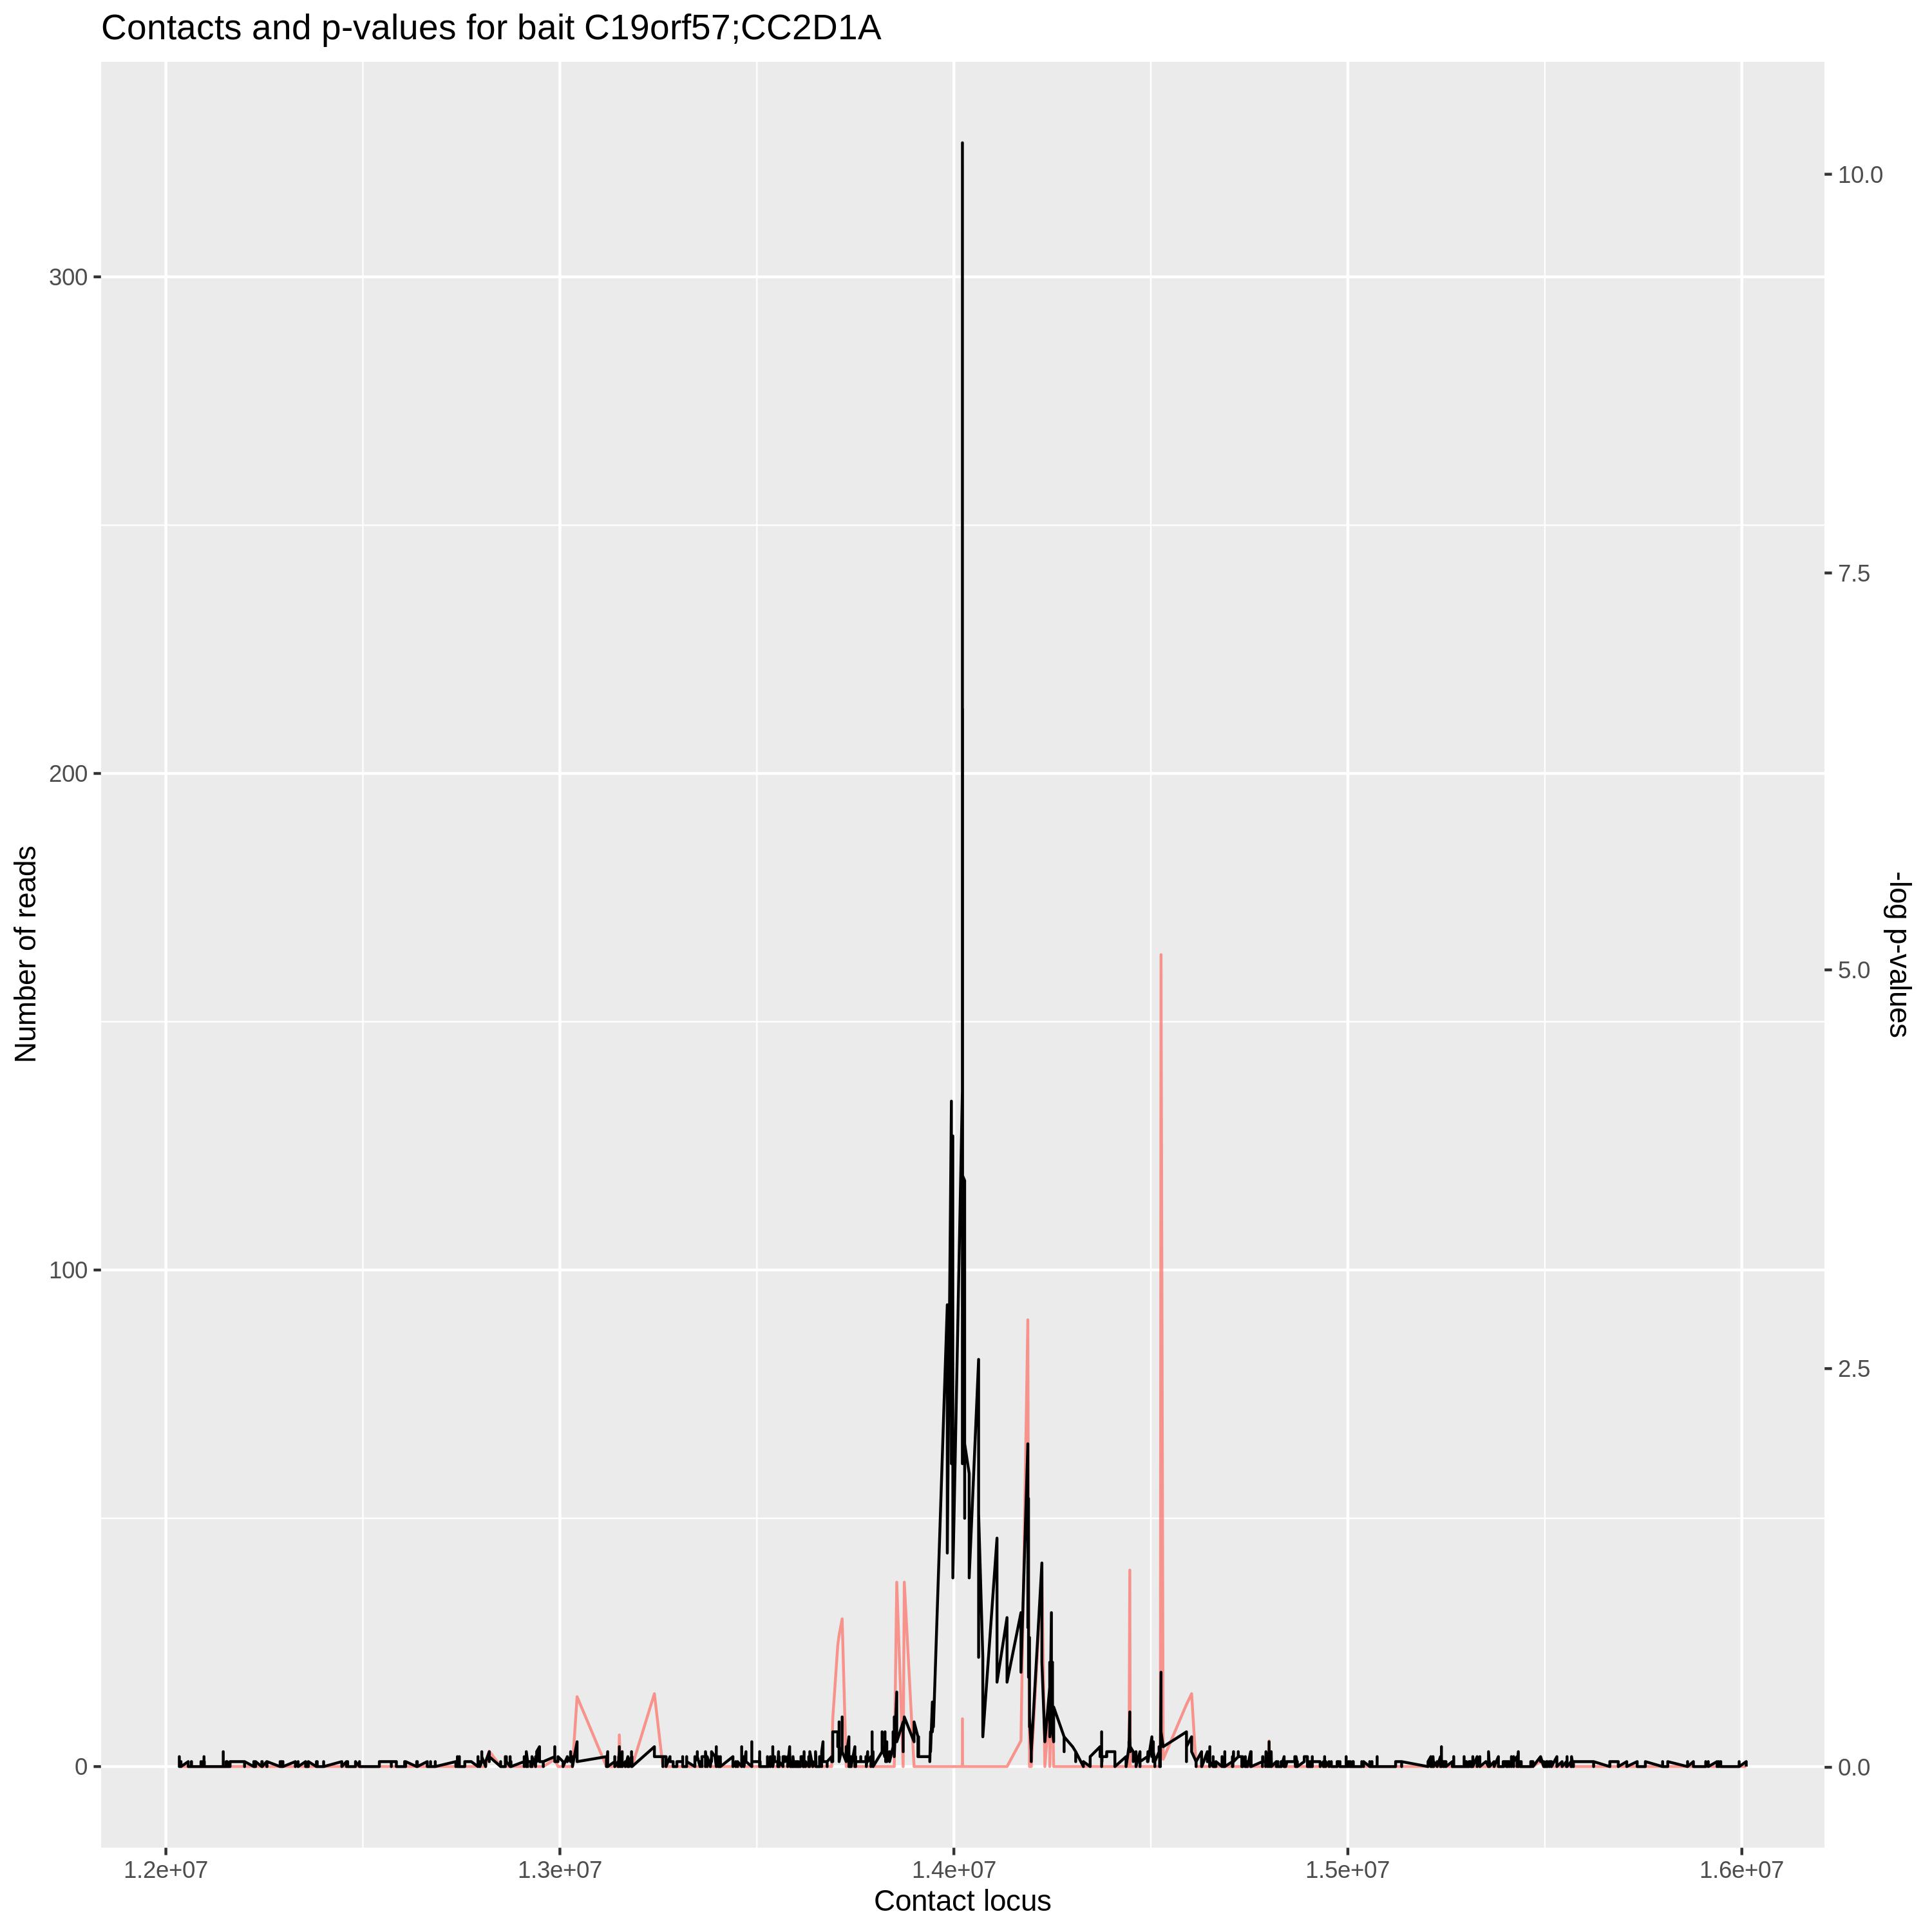 Contacts and p-values for bait C19orf57;CC2D1A
Number of reads
300
200
100
0
10.0
7.5
5.0
2.5
0.0
-log p-values
1.2e+07
1.3e+07
1.4e+07
1.5e+07
1.6e+07
Contact locus